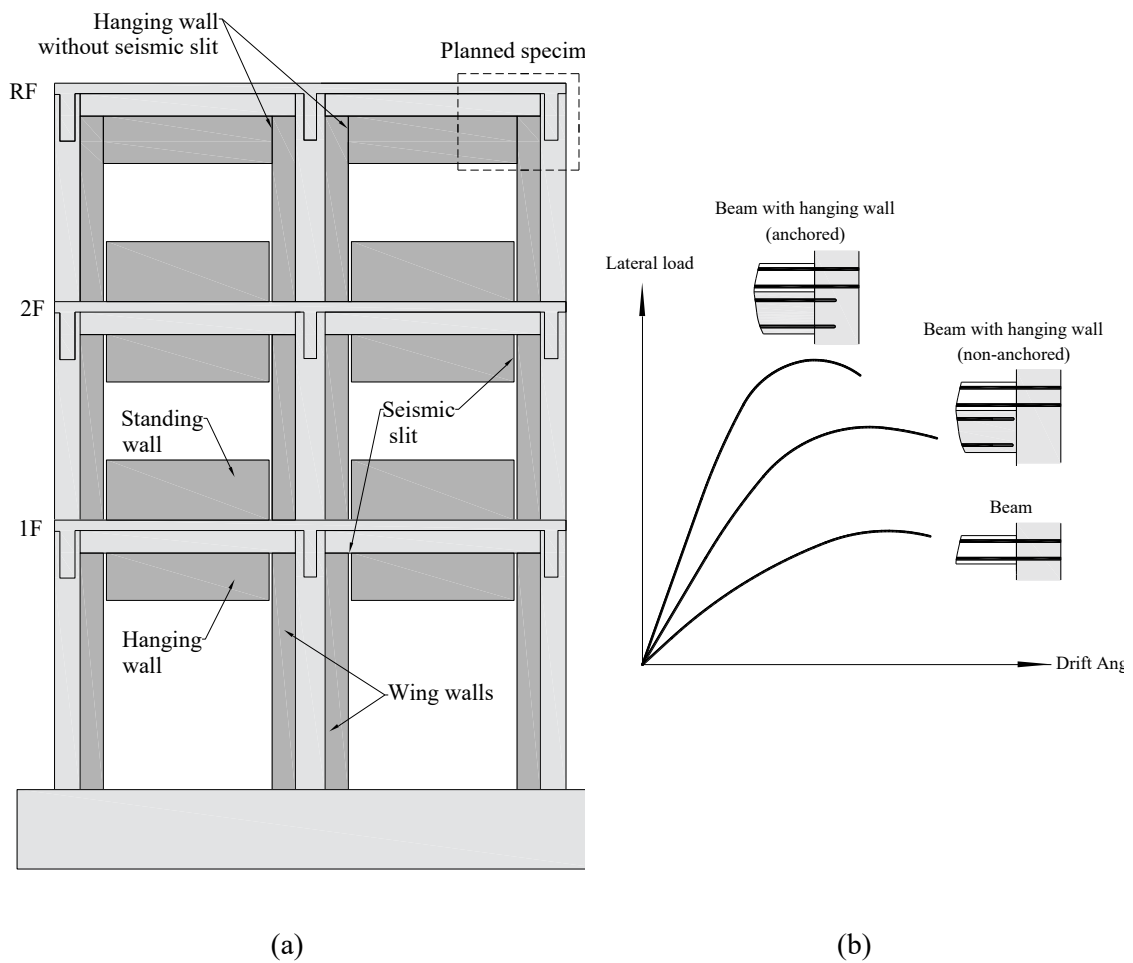 Hanging wall
without seismic slit
Planned specim
RF
2F
Standing
wall
Seismic
slit
1F
Hanging
wall
Wing walls
(a)
Beam with hanging wall
(anchored)
Lateral load
Beam with hanging wall
(non-anchored)
Beam
Drift Ang
(b)